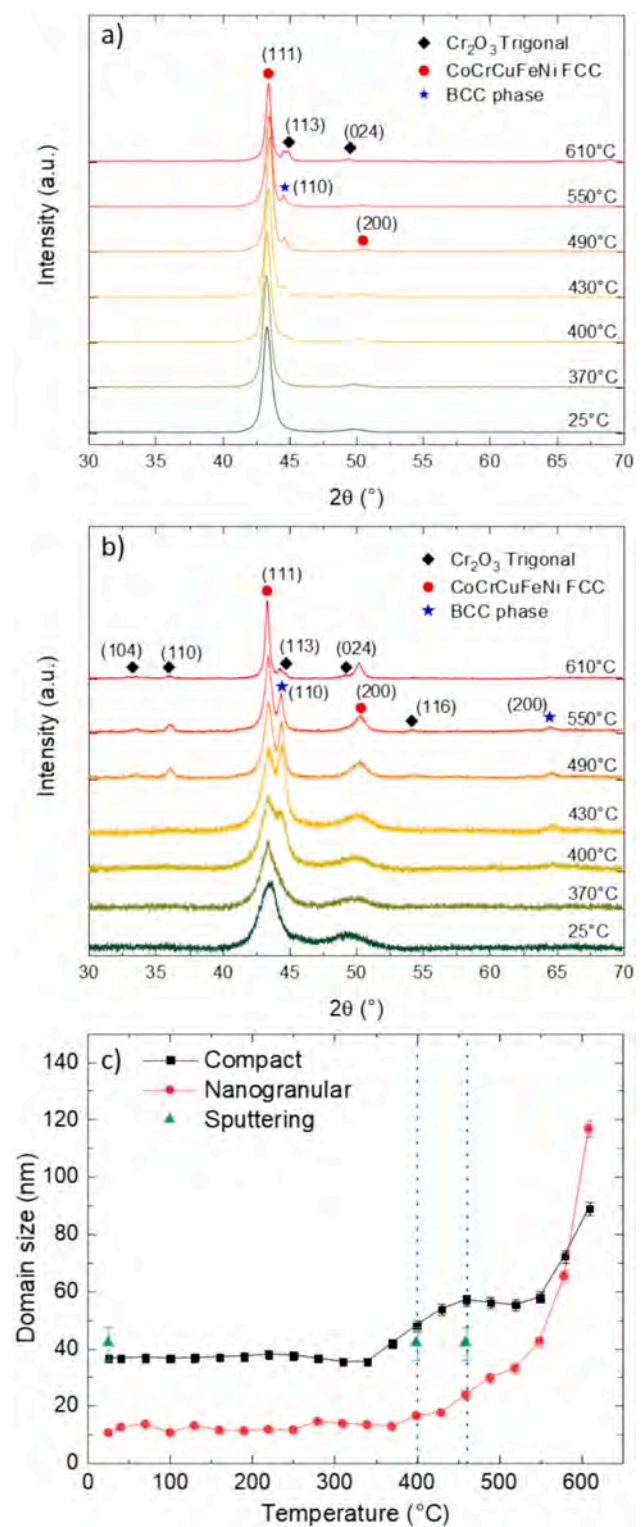 a)
(111)
◆ Cr₂O₃ Trigonal
● CoCrCuFeNi FCC
★ BCC phase
(113)
(024)
610°C
(110)
550°C
(200)
490°C
430°C
400°C
370°C
25°C
Intensity (a.u.)
30 35 40 45 50 55 60 65 70
2θ (°)
b)
(111)
◆ Cr₂O₃ Trigonal
● CoCrCuFeNi FCC
★ BCC phase
(104) (110) (113) (024)
610°C
(110) (200) (116) (200)
550°C
490°C
430°C
400°C
370°C
25°C
Intensity (a.u.)
30 35 40 45 50 55 60 65 70
2θ (°)
c)
Compact
Nanogranular
Sputtering
140
120
100
80
60
40
20
0
Domain size (nm)
0 100 200 300 400 500 600
Temperature (°C)